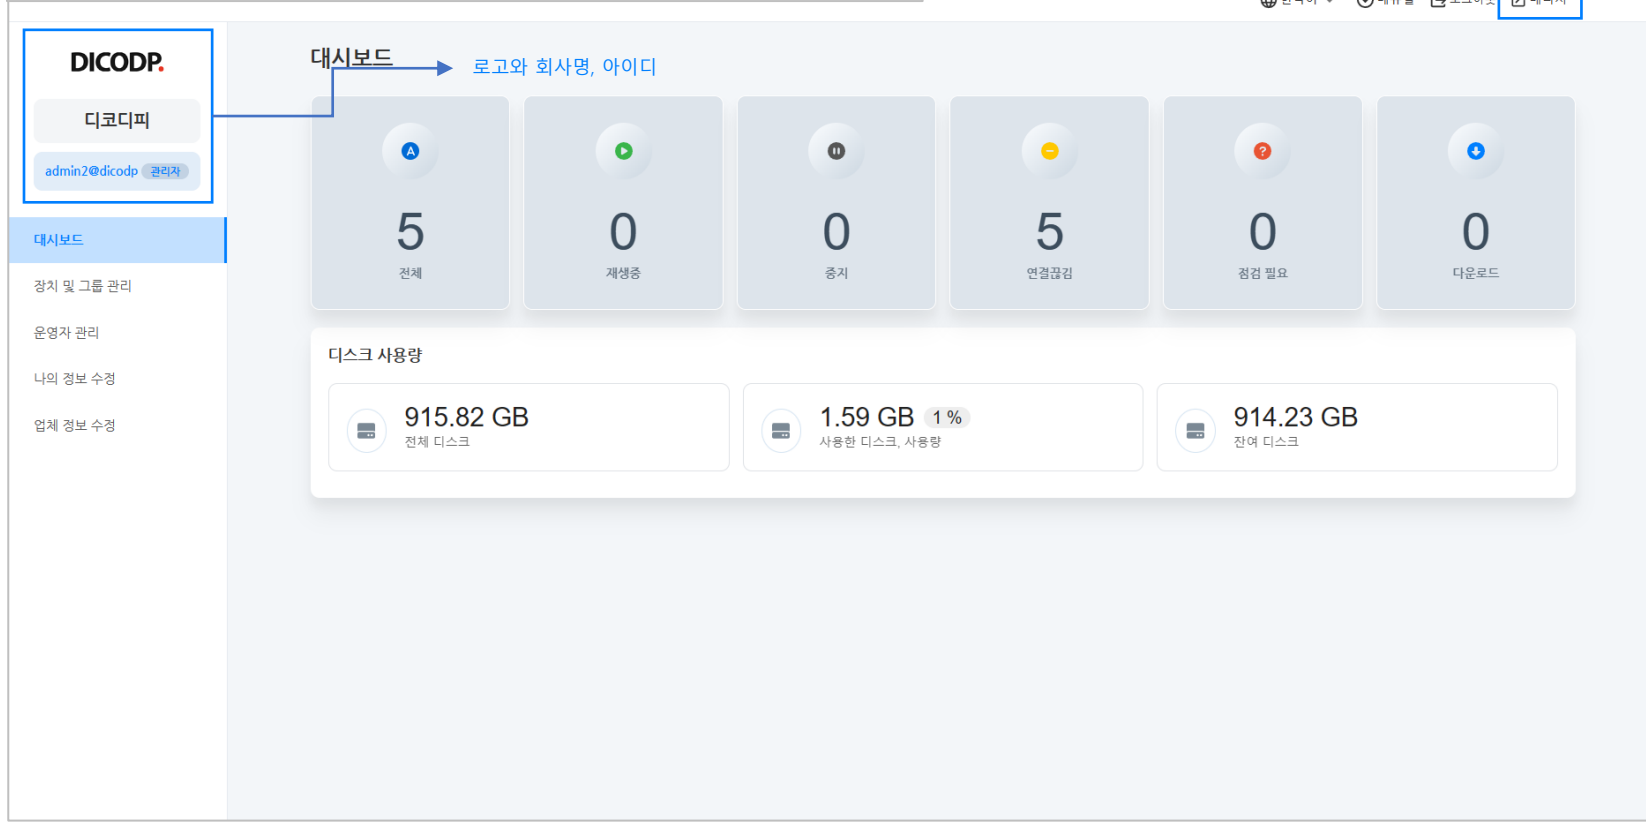 DICODP.
디코디피
admin2@dicodp 관리자
대시보드
장치 및 그룹 관리
운영자 관리
나의 정보 수정
업체 정보 수정
대시보드
로고와 회사명, 아이디
5
전체
0
재생중
0
중지
5
연결끊김
0
점검 필요
0
다운로드
디스크 사용량
915.82 GB
전체 디스크
1.59 GB 1 %
사용한 디스크, 사용량
914.23 GB
잔여 디스크